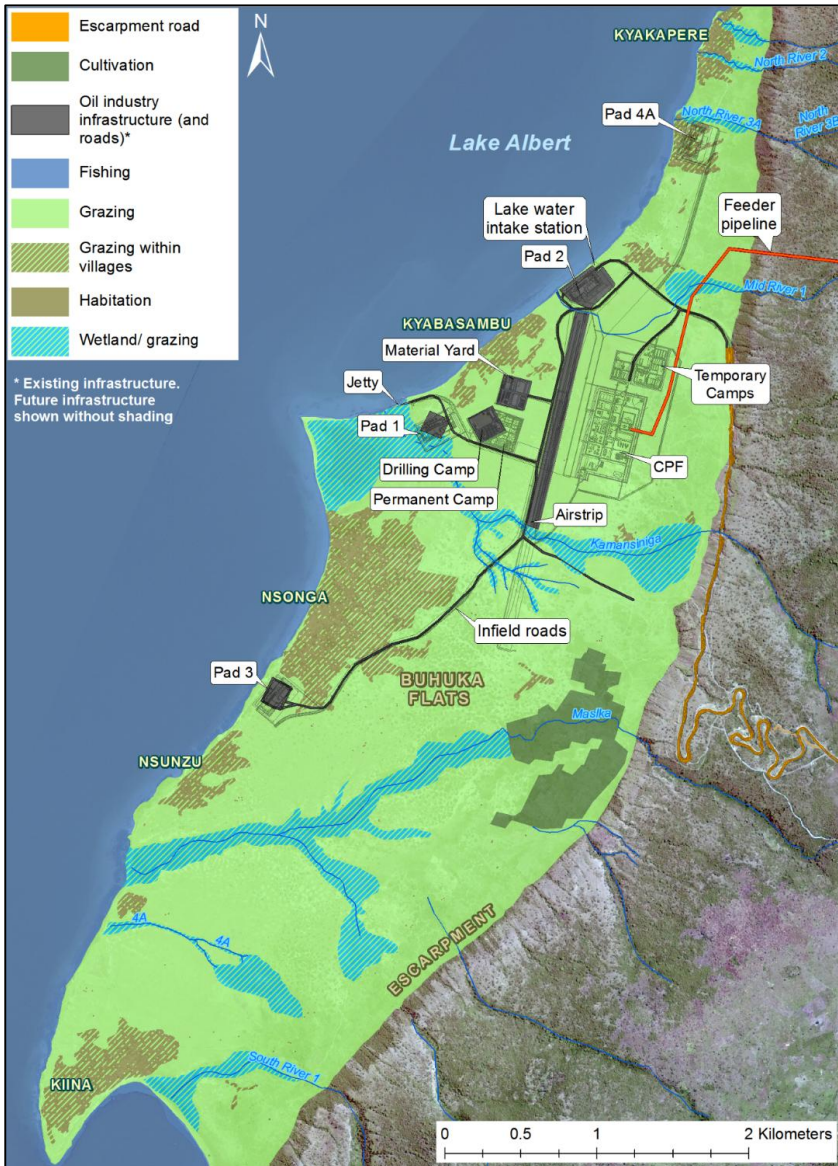 Escarpment road
Cultivation
Oil industry
infrastructure (and
roads)*
Fishing
Grazing
Grazing within
villages
Habitation
Wetland/ grazing
* Existing infrastructure.
Future infrastructure
shown without shading
N
KYAKAPERE
North River 2
North River 3A
North
River 3B
Pad 4A
Lake Albert
Lake water
intake station
Feeder
pipeline
Pad 2
Mid River 1
KYABASAMBU
Material Yard
Jetty
Temporary
Camps
Pad 1
Drilling Camp
CPF
Permanent Camp
Airstrip
Kamansiniga
NSONGA
Infield roads
Pad 3
BUHUKA
FLATS
Masika
NSUNZU
4A
4A
ESCARPMENT
South River 1
KIINA
0 0.5 1 2 Kilometers